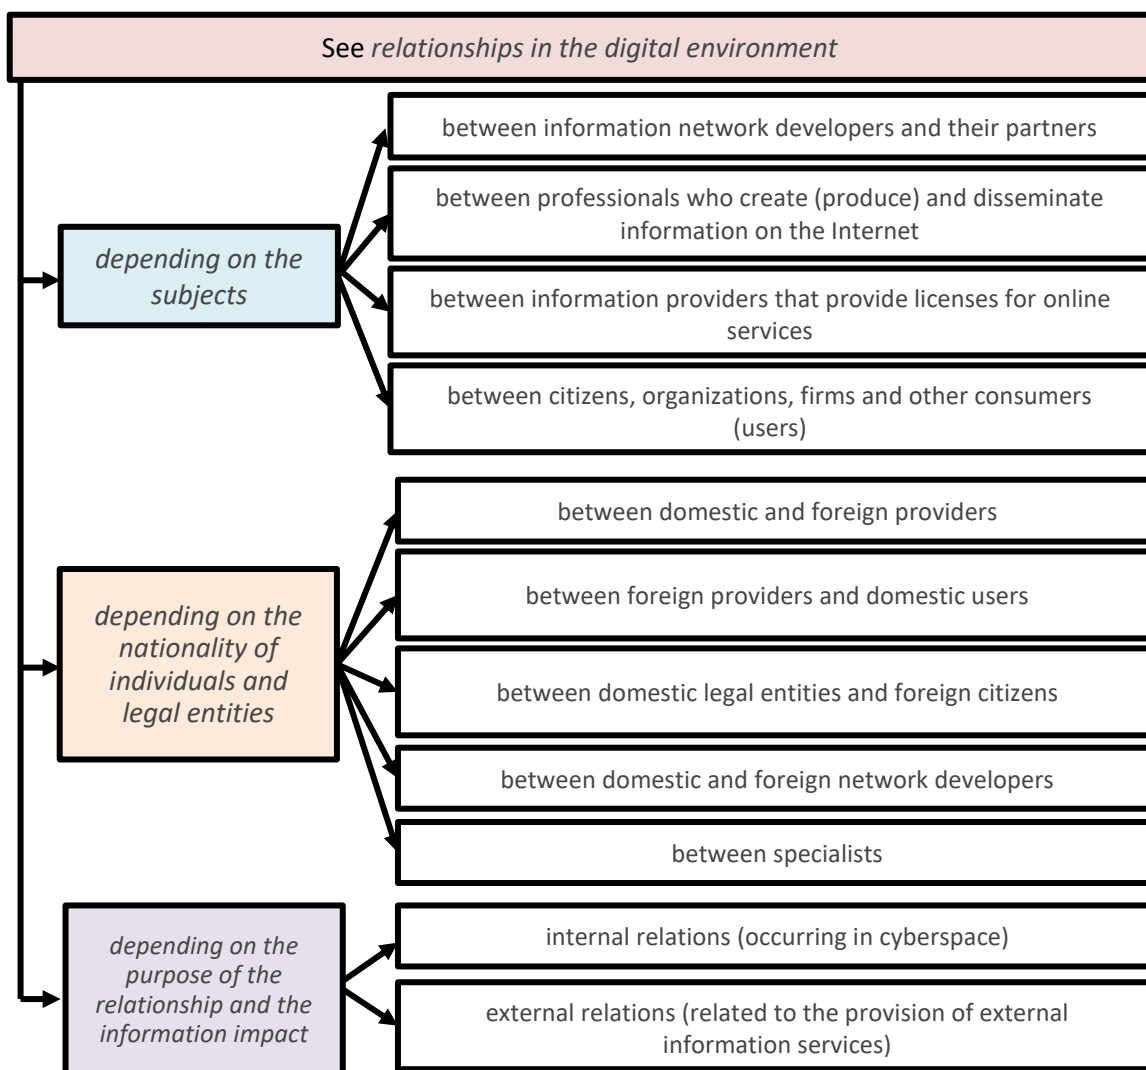 See relationships in the digital environment
depending on the
subjects
between information network developers and their partners
between professionals who create (produce) and disseminate
information on the Internet
between information providers that provide licenses for online
services
between citizens, organizations, firms and other consumers
(users)
depending on the
nationality of
individuals and
legal entities
between domestic and foreign providers
between foreign providers and domestic users
between domestic legal entities and foreign citizens
between domestic and foreign network developers
between specialists
depending on the
purpose of the
relationship and the
information impact
internal relations (occurring in cyberspace)
external relations (related to the provision of external
information services)